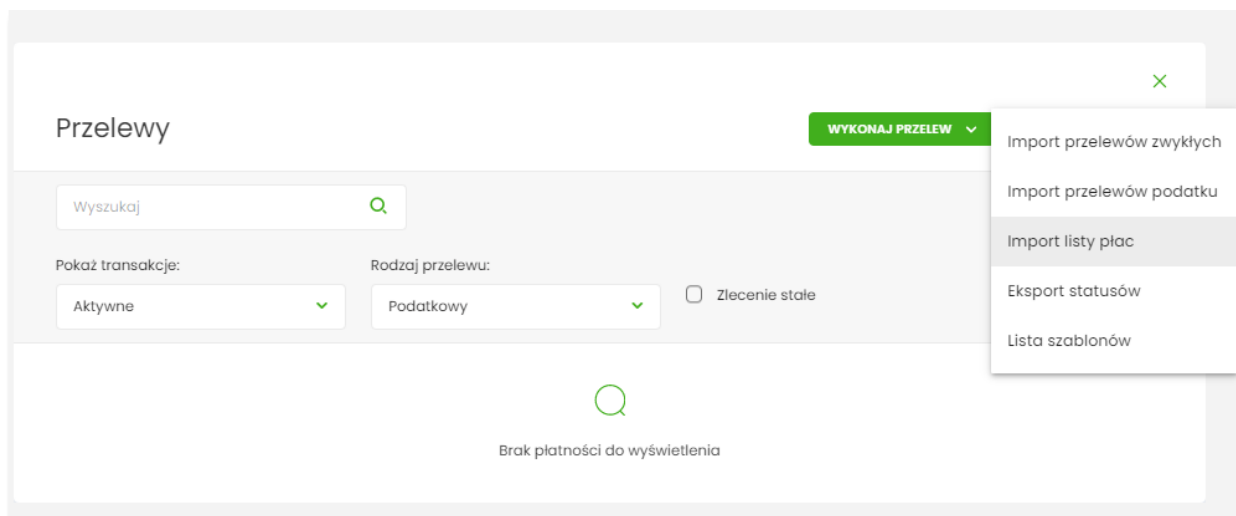 Przelewy
WYKONAJ PRZELEW
Import przelewów zwykłych
Import przelewów podatku
Import listy płac
Eksport statusów
Lista szablonów
Wyszukaj
Pokaż transakcje:
Rodzaj przelewu:
Aktywne
Podatkowy
Zlecenie stałe
Brak płatności do wyświetlenia